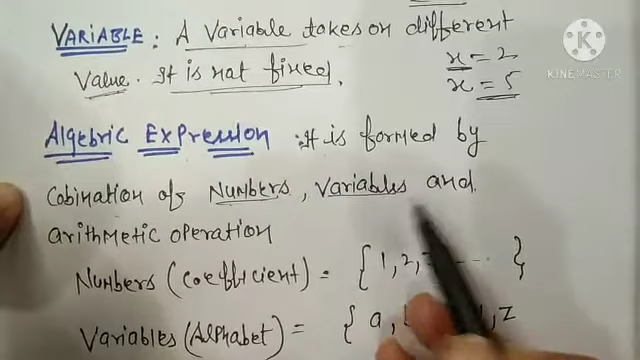 VARIABLE : A Variable takes on different
Value. It is not fixed.
x = 2
x = 5
KINEMASTER
Algebric Expression : It is formed by
Cobination of Numbers, Variables and
arithmetic operation
Numbers (Coefficient) = { 1, 2, ... }
Variables (Alphabet) = { a, , z